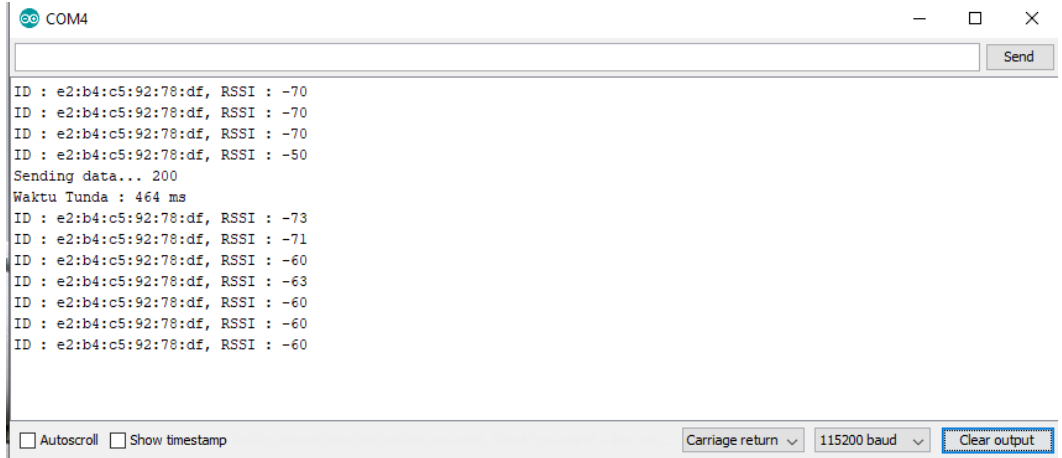 COM4
Send
ID : e2:b4:c5:92:78:df, RSSI : -70
ID : e2:b4:c5:92:78:df, RSSI : -70
ID : e2:b4:c5:92:78:df, RSSI : -70
ID : e2:b4:c5:92:78:df, RSSI : -50
Sending data... 200
Waktu Tunda : 464 ms
ID : e2:b4:c5:92:78:df, RSSI : -73
ID : e2:b4:c5:92:78:df, RSSI : -71
ID : e2:b4:c5:92:78:df, RSSI : -60
ID : e2:b4:c5:92:78:df, RSSI : -63
ID : e2:b4:c5:92:78:df, RSSI : -60
ID : e2:b4:c5:92:78:df, RSSI : -60
ID : e2:b4:c5:92:78:df, RSSI : -60
Autoscroll Show timestamp Carriage return 115200 baud Clear output